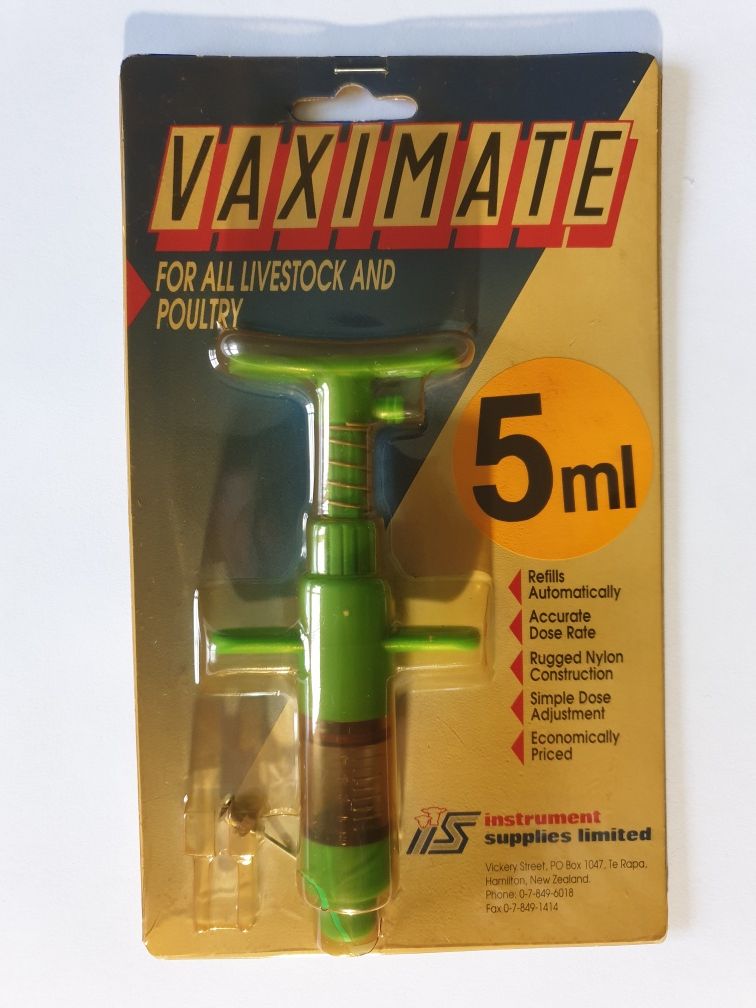 VAXIMATE
FOR ALL LIVESTOCK AND
POULTRY
5ml
Refills
Automatically
Accurate
Dose Rate
Rugged Nylon
Construction
Simple Dose
Adjustment
Economically
Priced
iis instrument
supplies limited
Vickery Street, PO Box 1047, Te Rapa,
Hamilton, New Zealand.
Phone: 0-7-849-6018
Fax 0-7-849-1414